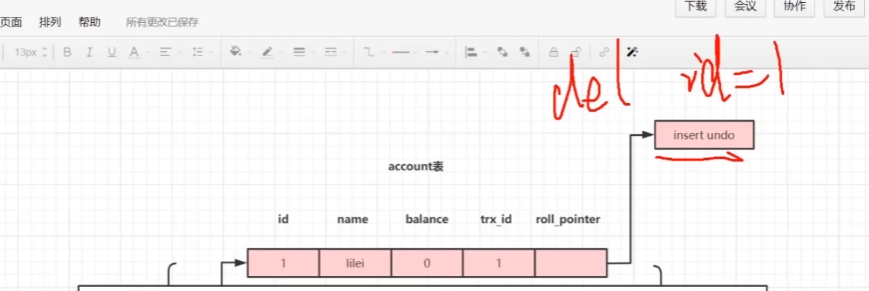 下载 会议 协作 发布
页面 排列 帮助 所有更改已保存
13px B I U A
del id=1
insert undo
account表
id name balance trx_id roll_pointer
1 lilei 0 1